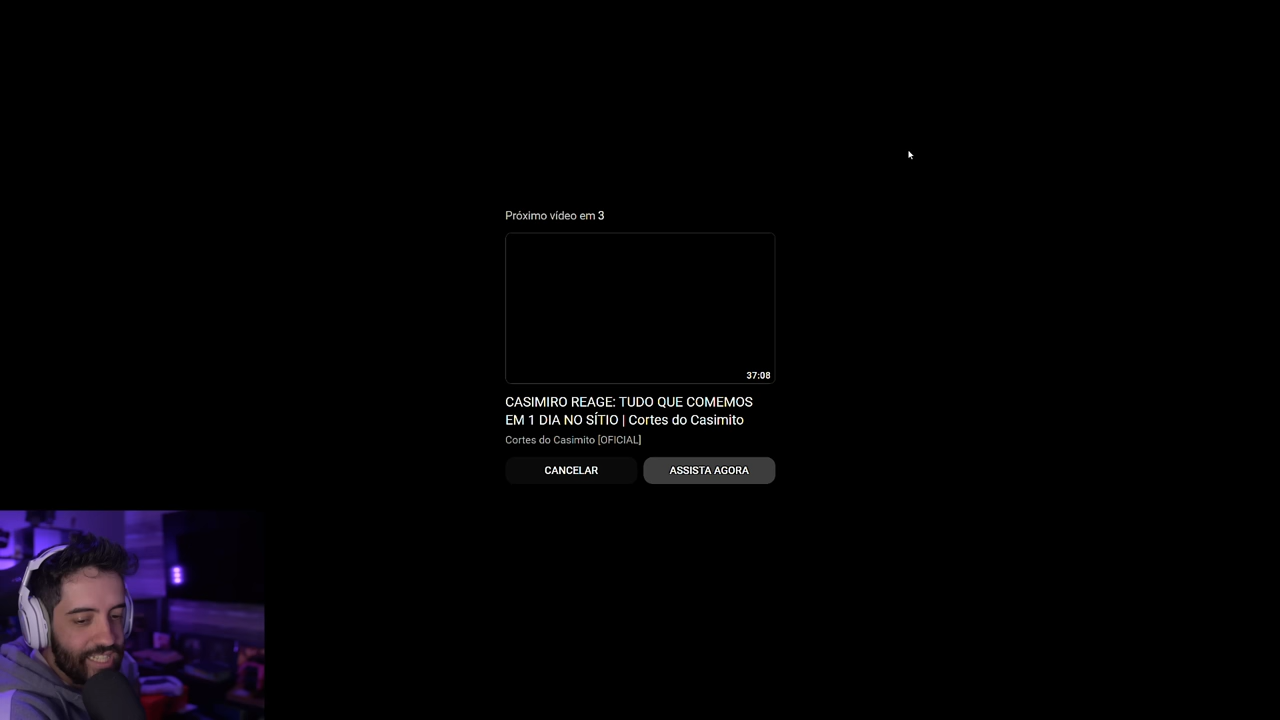 Próximo vídeo em 3
37:08
CASIMIRO REAGE: TUDO QUE COMEMOS
EM 1 DIA NO SÍTIO | Cortes do Casimito
Cortes do Casimito [OFICIAL]
CANCELAR
ASSISTA AGORA